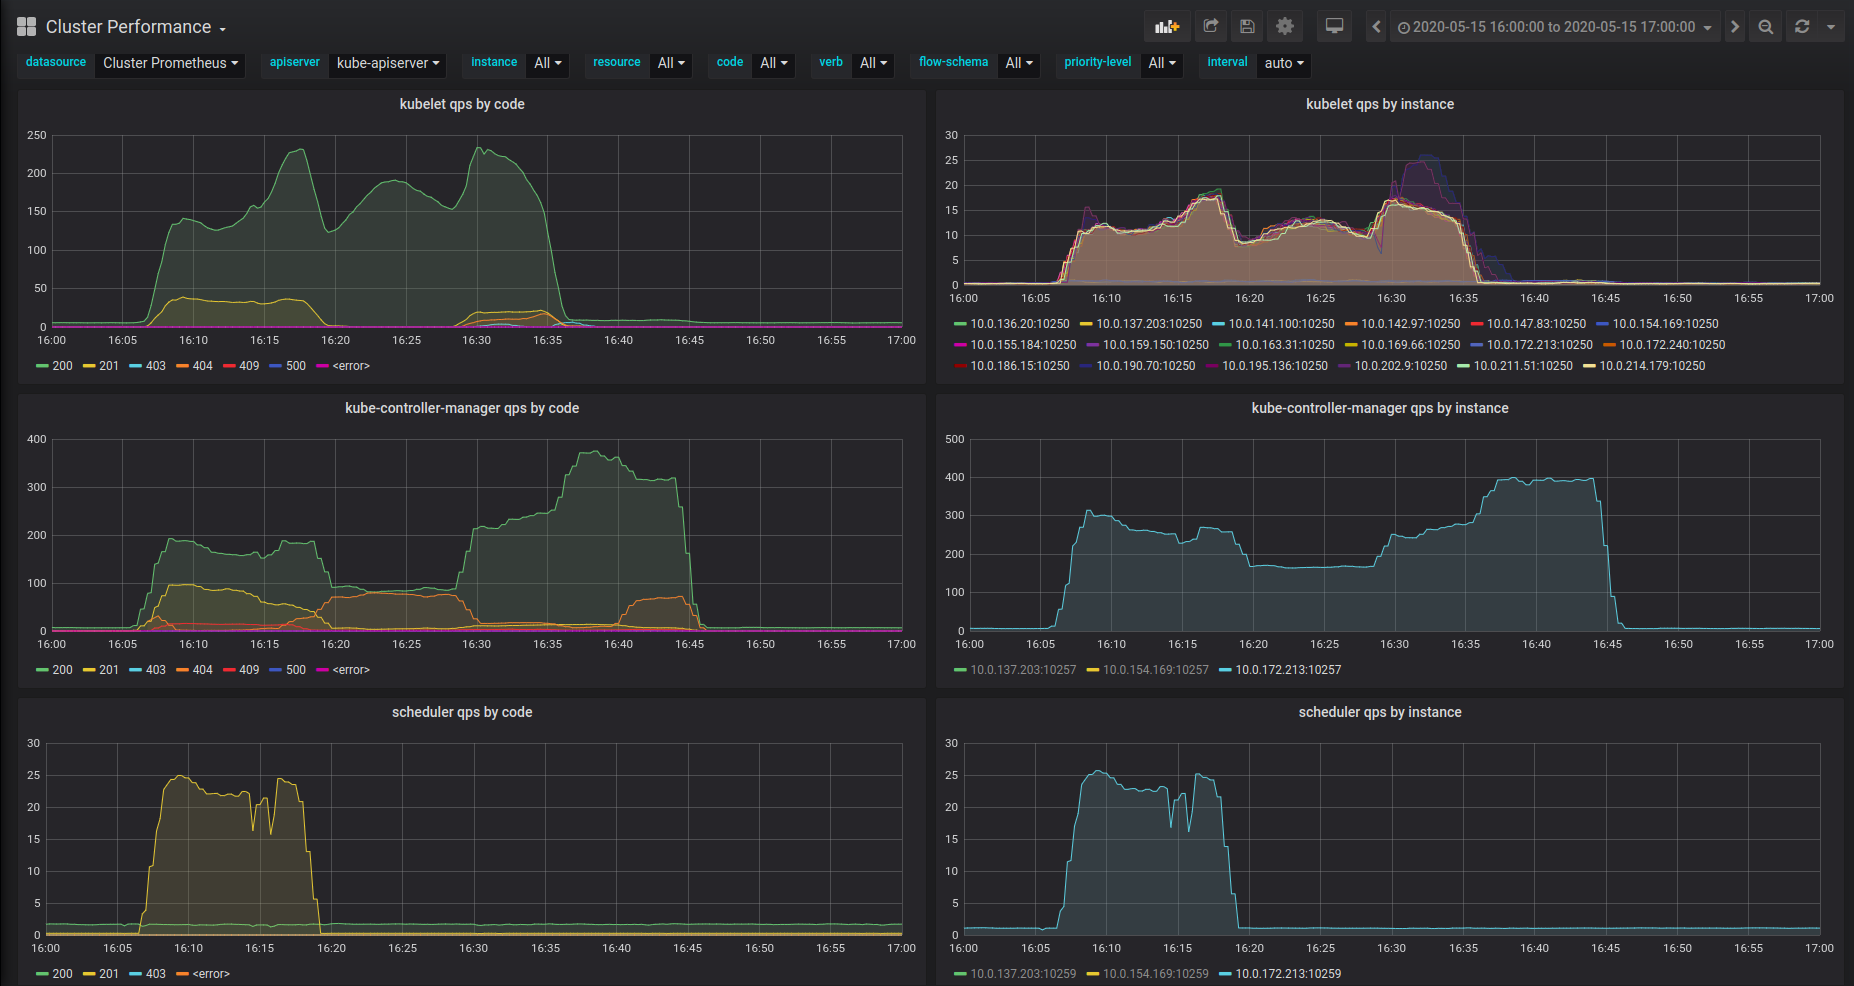 Cluster Performance
2020-05-15 16:00:00 to 2020-05-15 17:00:00
datasource Cluster Prometheus apiserver kube-apiserver instance All resource All code All verb All flow-schema All priority-level All interval auto
kubelet qps by code
250
200
150
100
50
0
16:00 16:05 16:10 16:15 16:20 16:25 16:30 16:35 16:40 16:45 16:50 16:55 17:00
200 201 403 404 409 500 <error>
kubelet qps by instance
30
25
20
15
10
5
0
16:00 16:05 16:10 16:15 16:20 16:25 16:30 16:35 16:40 16:45 16:50 16:55 17:00
10.0.136.20:10250 10.0.137.203:10250 10.0.141.100:10250 10.0.142.97:10250 10.0.147.83:10250 10.0.154.169:10250
10.0.155.184:10250 10.0.159.150:10250 10.0.163.31:10250 10.0.169.66:10250 10.0.172.213:10250 10.0.172.240:10250
10.0.186.15:10250 10.0.190.70:10250 10.0.195.136:10250 10.0.202.9:10250 10.0.211.51:10250 10.0.214.179:10250
kube-controller-manager qps by code
400
300
200
100
0
16:00 16:05 16:10 16:15 16:20 16:25 16:30 16:35 16:40 16:45 16:50 16:55 17:00
200 201 403 404 409 500 <error>
kube-controller-manager qps by instance
500
400
300
200
100
0
16:00 16:05 16:10 16:15 16:20 16:25 16:30 16:35 16:40 16:45 16:50 16:55 17:00
10.0.137.203:10257 10.0.154.169:10257 10.0.172.213:10257
scheduler qps by code
30
25
20
15
10
5
0
16:00 16:05 16:10 16:15 16:20 16:25 16:30 16:35 16:40 16:45 16:50 16:55 17:00
200 201 403 <error>
scheduler qps by instance
30
25
20
15
10
5
0
16:00 16:05 16:10 16:15 16:20 16:25 16:30 16:35 16:40 16:45 16:50 16:55 17:00
10.0.137.203:10259 10.0.154.169:10259 10.0.172.213:10259